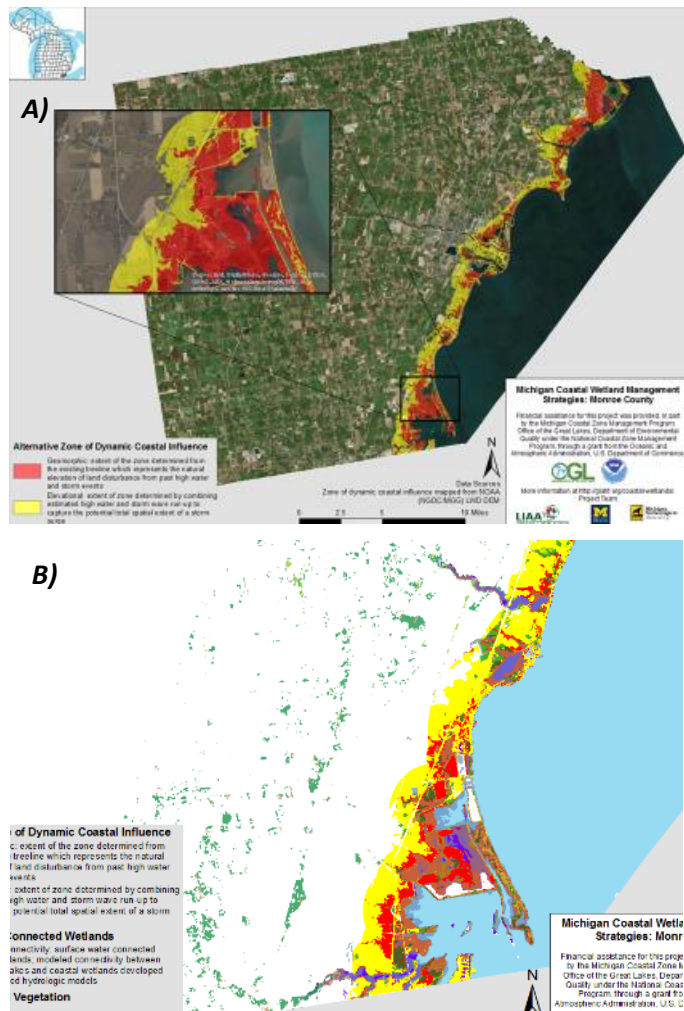 A)
Alternative Zone of Dynamic Coastal Influence
Geomorphic: extent of the zone determined from
the existing treeline which represents the natural
elevation of land disturbance from past high water
and storm events
Elevational: extent of zone determined by combining
estimated high water and storm wave run-up to
capture the potential total spatial extent of a storm
surge
N
Data Sources
Zone of dynamic coastal influence mapped from NOAA
(NGDC/MGG) LWD DEM
0 2.5 5 10 Miles
Michigan Coastal Wetland Management
Strategies: Monroe County
Financial assistance for this project was provided, in part
by the Michigan Coastal Zone Management Program,
Office of the Great Lakes, Department of Environmental
Quality under the National Coastal Zone Management
Program, through a grant from the Oceanic and
Atmospheric Administration, U.S. Department of Commerce
OGL
NOAA
More information at
Project Team:
LIAA
M
B)
of Dynamic Coastal Influence
c: extent of the zone determined from
treeline which represents the natural
f land disturbance from past high water
events
extent of zone determined by combining
high water and storm wave run-up to
potential total spatial extent of a storm
Connected Wetlands
onnectivity: surface water connected
lands; modeled connectivity between
akes and coastal wetlands developed
ed hydrologic models
Vegetation
N
Michigan Coastal Wetla
Strategies: Monr
Financial assistance for this projec
by the Michigan Coastal Zone M
Office of the Great Lakes, Depar
Quality under the National Coas
Program, through a grant fro
Atmospheric Administration, U.S. D